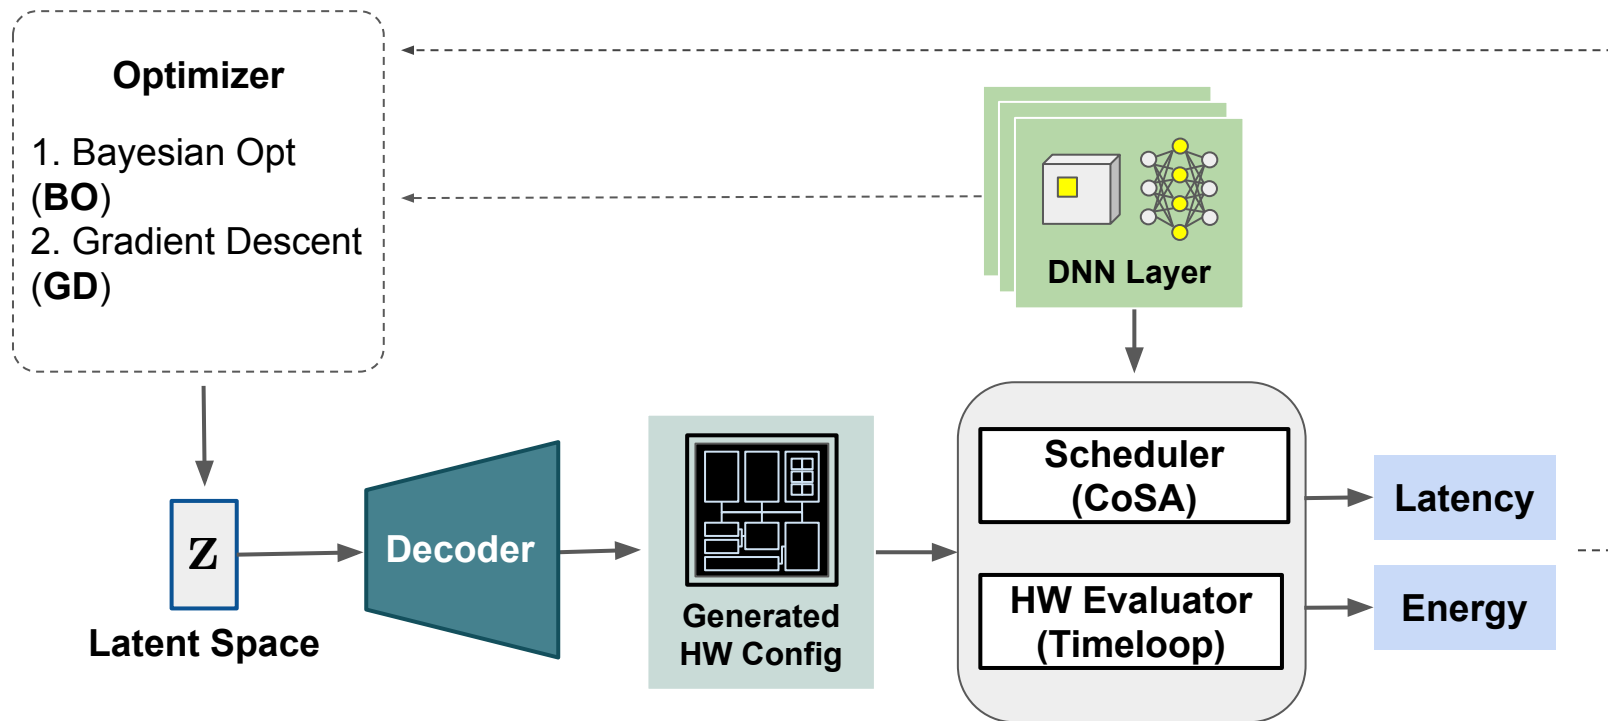 Optimizer
1. Bayesian Opt
(BO)
2. Gradient Descent
(GD)
DNN Layer
z
Latent Space
Decoder
Generated
HW Config
Scheduler
(CoSA)
HW Evaluator
(Timeloop)
Latency
Energy